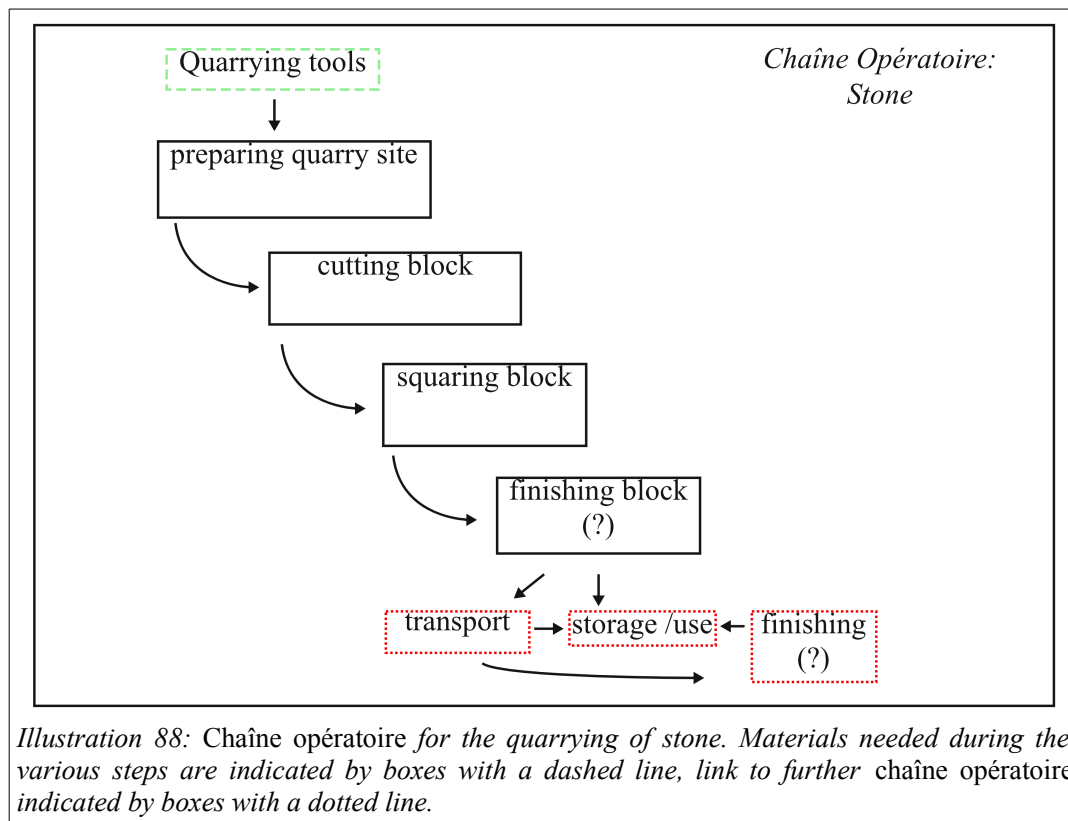 Quarrying tools
Chaîne Opératoire:
Stone
preparing quarry site
cutting block
squaring block
finishing block
(?)
transport
storage /use
finishing
(?)
Illustration 88: Chaîne opératoire for the quarrying of stone. Materials needed during the
various steps are indicated by boxes with a dashed line, link to further chaîne opératoire
indicated by boxes with a dotted line.